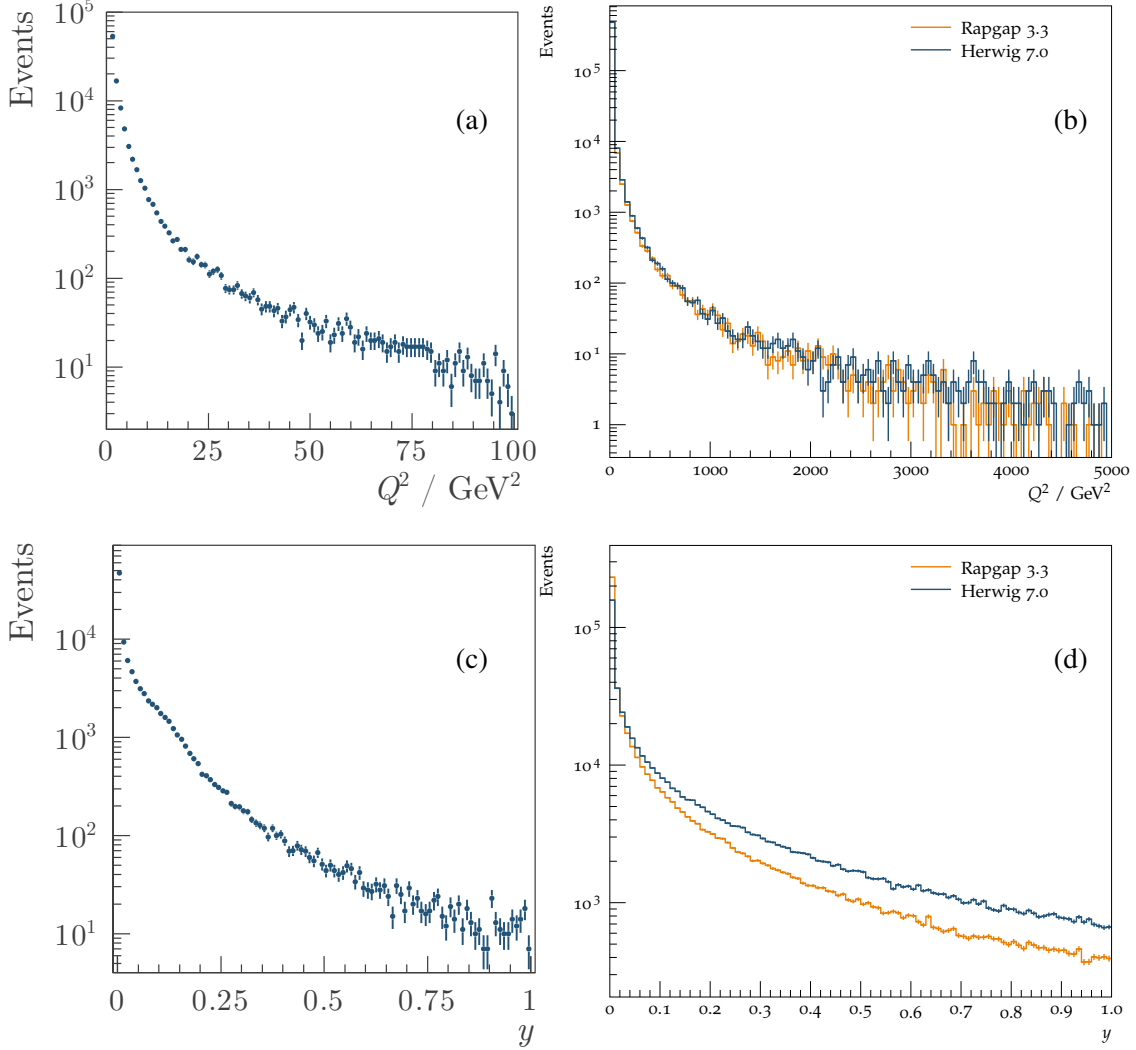 Events
10^5
10^4
10^3
10^2
10^1
(a)
0 25 50 75 100
Q^2 / GeV^2
Events
Rapgap 3.3
Herwig 7.0
10^5
10^4
10^3
10^2
10^1
1
(b)
0 1000 2000 3000 4000 5000
Q^2 / GeV^2
Events
10^4
10^3
10^2
10^1
(c)
0 0.25 0.5 0.75 1
y
Events
Rapgap 3.3
Herwig 7.0
10^5
10^4
10^3
(d)
0 0.1 0.2 0.3 0.4 0.5 0.6 0.7 0.8 0.9 1.0
y